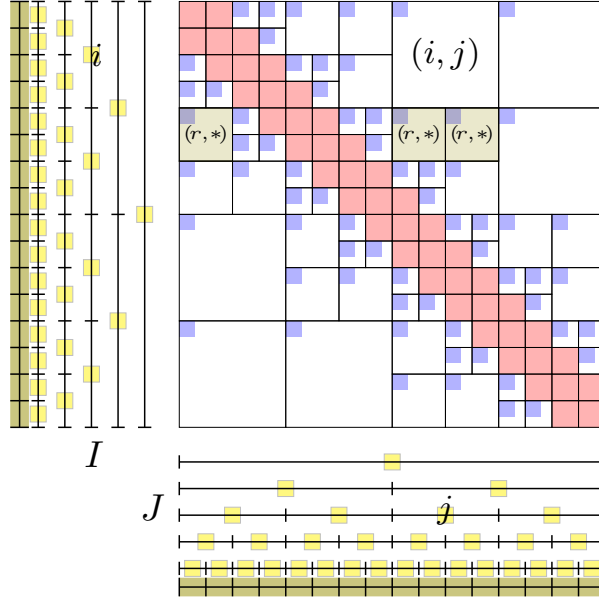 i
(i, j)
(r, *) (r, *) (r, *)
I
J
j